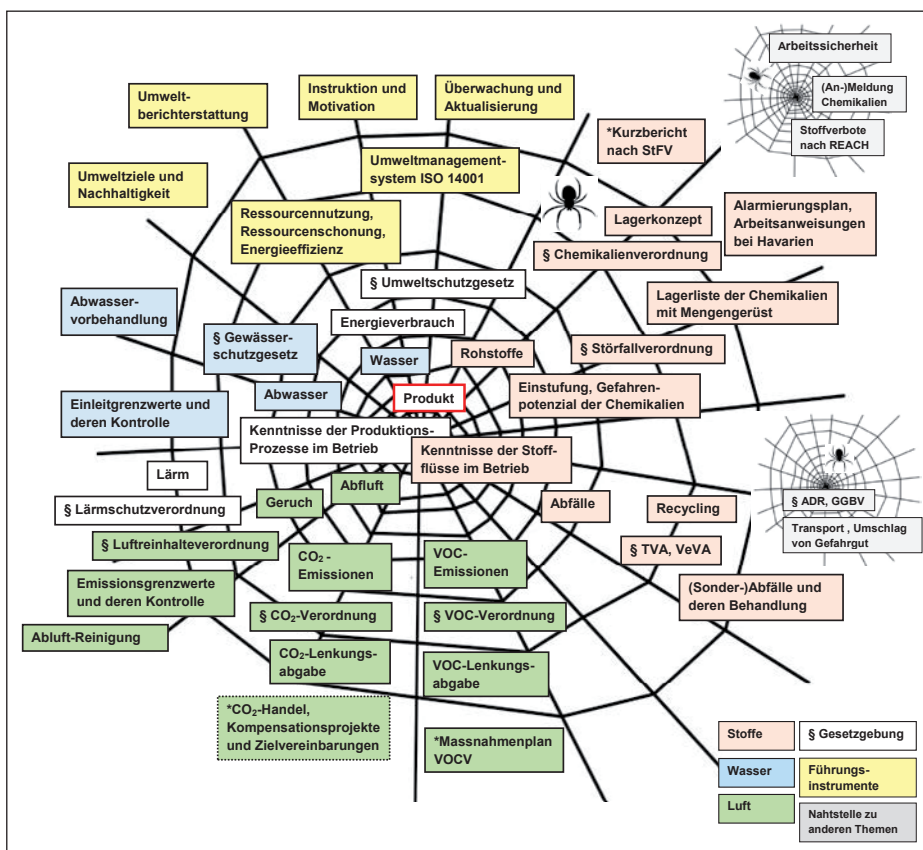 Arbeitssicherheit
(An-)Meldung
Chemikalien
Stoffverbote
nach REACH
Umwelt-
berichterstattung
Instruktion und
Motivation
Überwachung und
Aktualisierung
*Kurzbericht
nach StFV
Umweltziele und
Nachhaltigkeit
Umweltmanagement-
system ISO 14001
Ressourcennutzung,
Ressourcenschonung,
Energieeffizienz
Lagerkonzept
Alarmierungsplan,
Arbeitsanweisungen
bei Havarien
§ Chemikalienverordnung
§ Umweltschutzgesetz
Lagerliste der Chemikalien
mit Mengengerüst
Abwasser-
vorbehandlung
Energieverbrauch
§ Gewässer-
schutzgesetz
Wasser
Rohstoffe
§ Störfallverordnung
Abwasser
Produkt
Einstufung, Gefahren-
potenzial der Chemikalien
Einleitgrenzwerte und
deren Kontrolle
Kenntnisse der Produktions-
Prozesse im Betrieb
Kenntnisse der Stoff-
flüsse im Betrieb
Lärm
§ Lärmschutzverordnung
Geruch
Abfluft
Abfälle
Recycling
§ ADR, GGBV
Transport , Umschlag
von Gefahrgut
§ Luftreinhalteverordnung
CO₂ -
Emissionen
VOC-
Emissionen
§ TVA, VeVA
Emissionsgrenzwerte
und deren Kontrolle
(Sonder-)Abfälle und
deren Behandlung
§ CO₂-Verordnung
§ VOC-Verordnung
Abluft-Reinigung
CO₂-Lenkungs-
abgabe
VOC-Lenkungs-
abgabe
*CO₂-Handel,
Kompensationsprojekte
und Zielvereinbarungen
*Massnahmenplan
VOCV
Stoffe
§ Gesetzgebung
Wasser
Führungs-
instrumente
Luft
Nahtstelle zu
anderen Themen